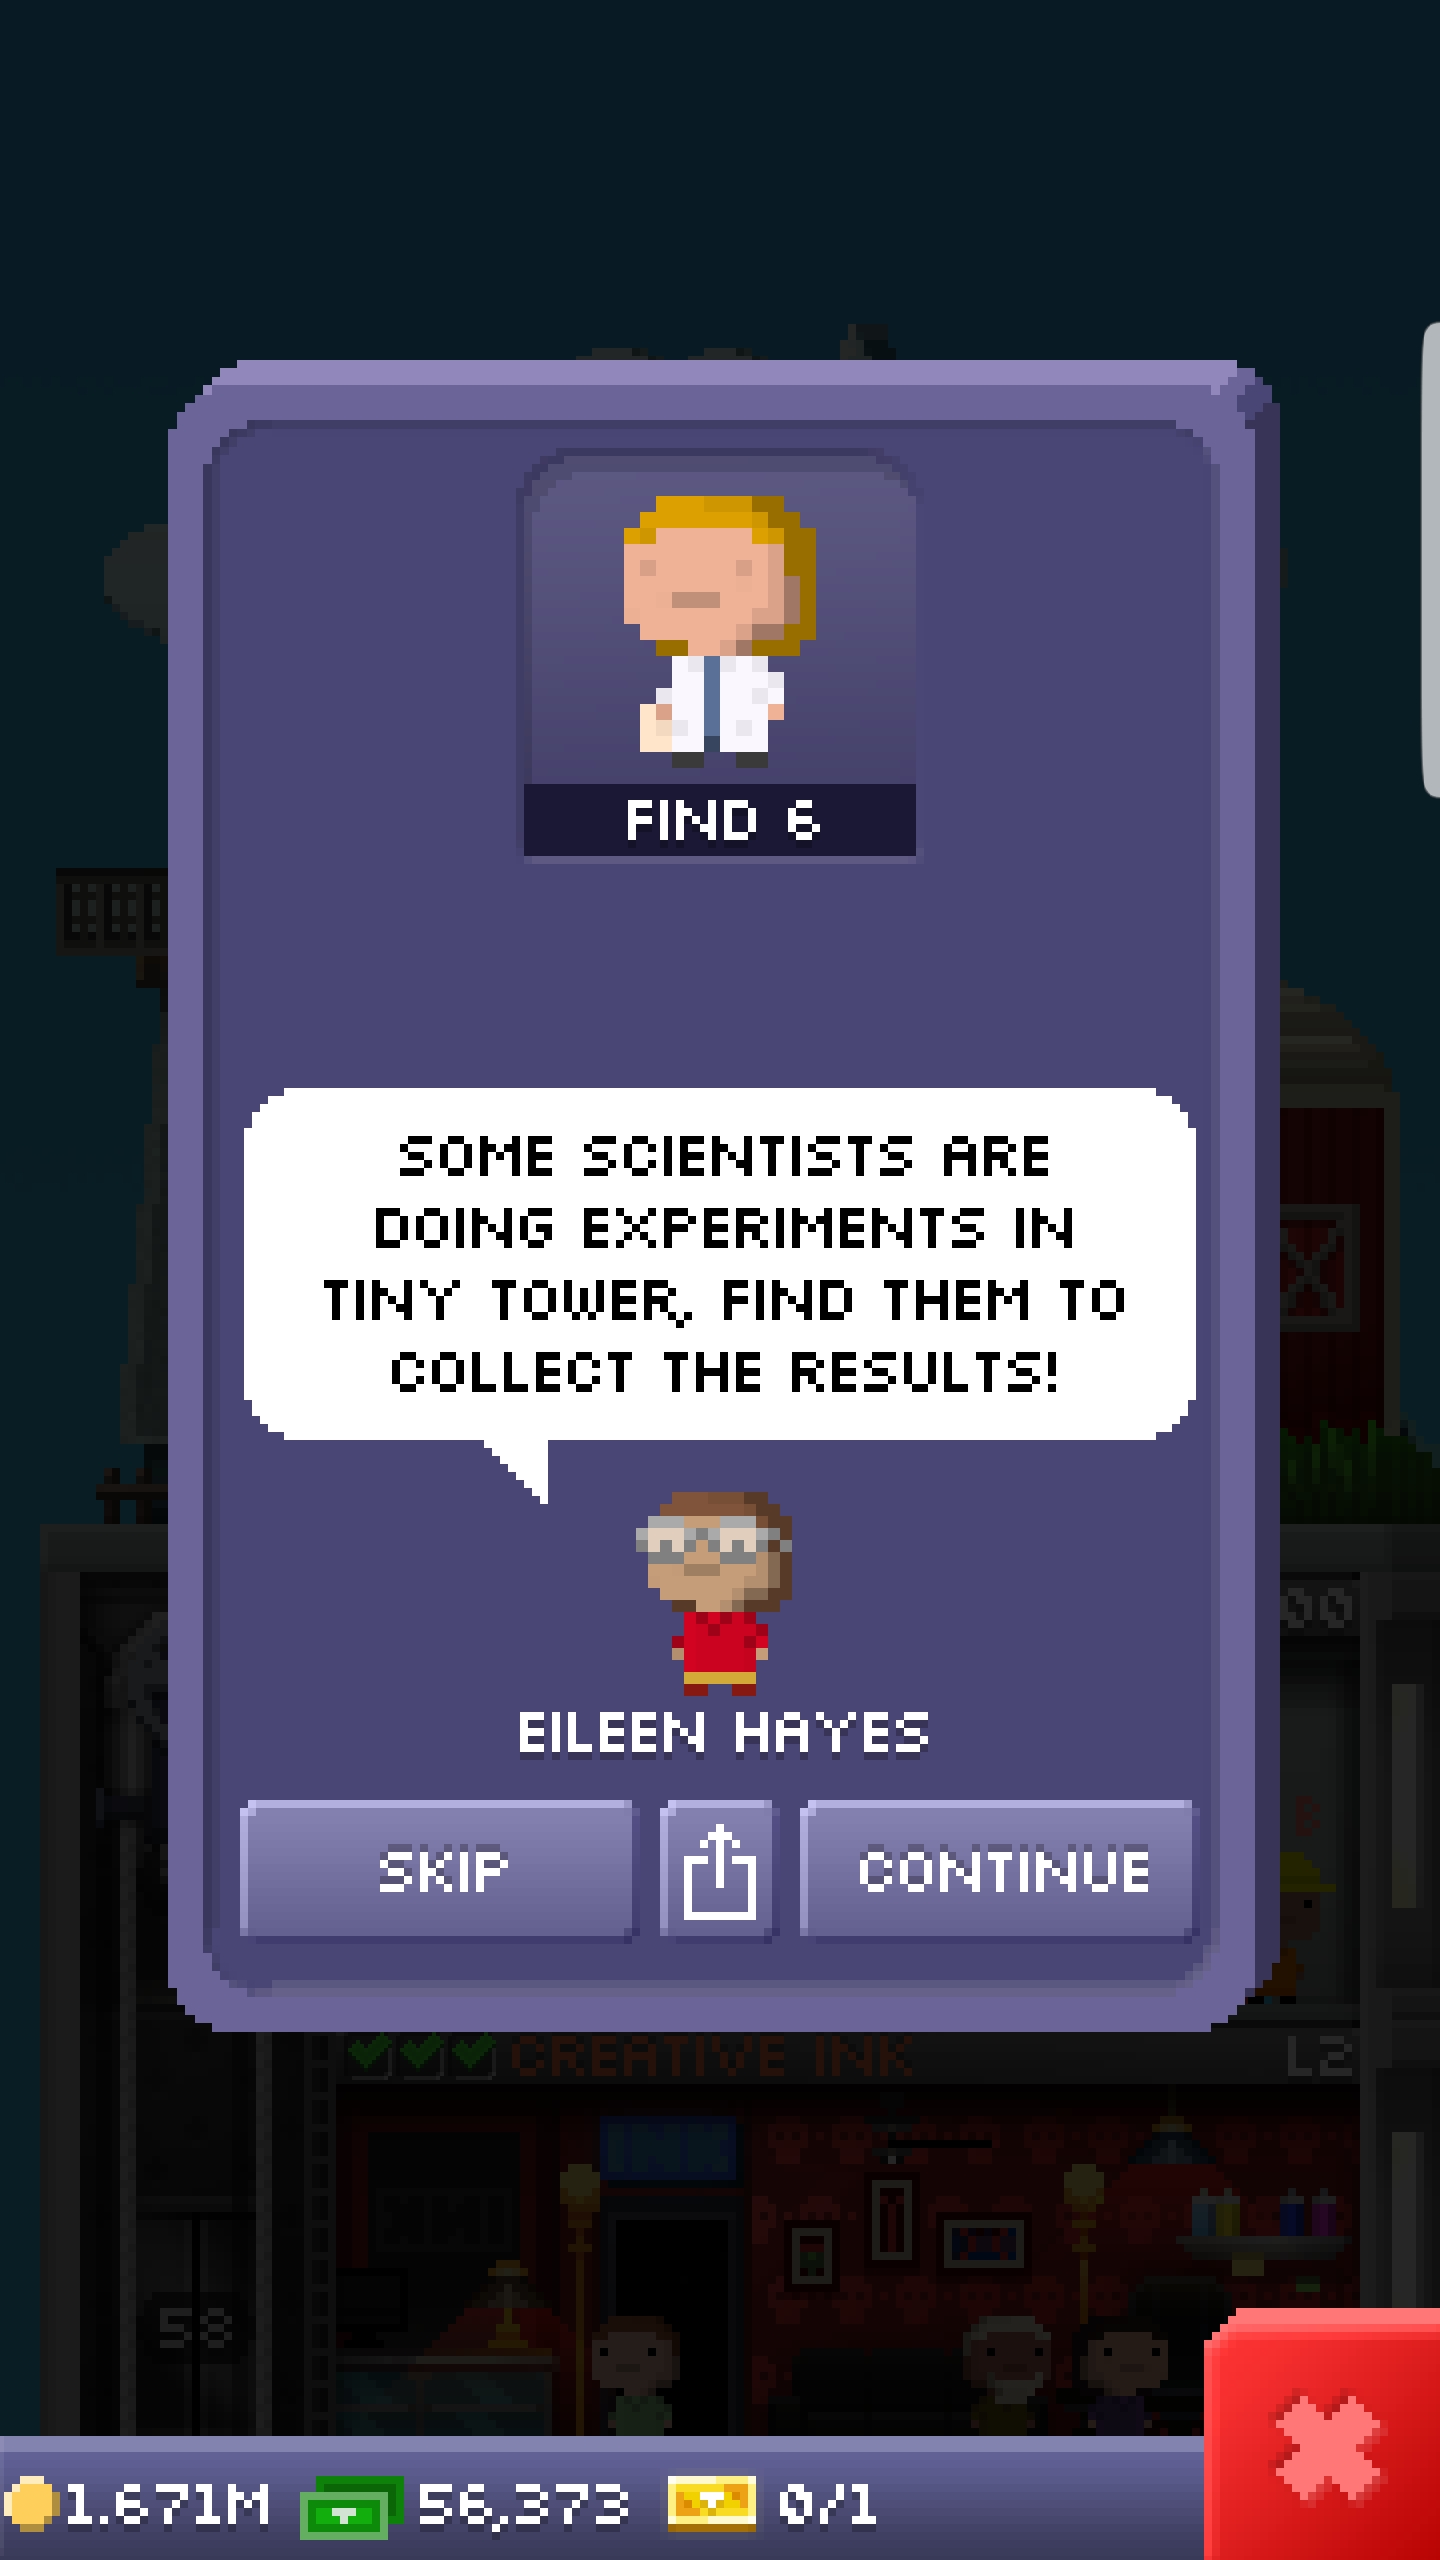 FIND 6
SOME SCIENTISTS ARE
DOING EXPERIMENTS IN
TINY TOWER, FIND THEM TO
COLLECT THE RESULTS!
EILEEN HAYES
SKIP
CONTINUE
B
CREATIVE INK
L2
INK
58
1.671M
56,373
0/1